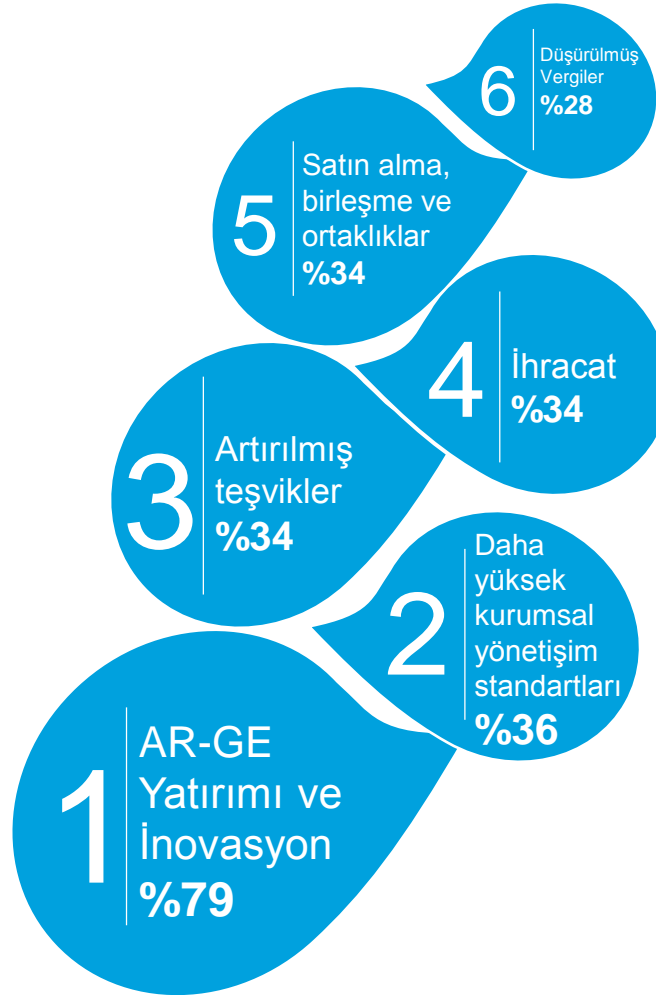 6
Düşürülmüş
Vergiler
%28
5
Satın alma,
birleşme ve
ortaklıklar
%34
4
İhracat
%34
3
Artırılmış
teşvikler
%34
2
Daha
yüksek
kurumsal
yönetişim
standartları
%36
1
AR-GE
Yatırımı ve
İnovasyon
%79